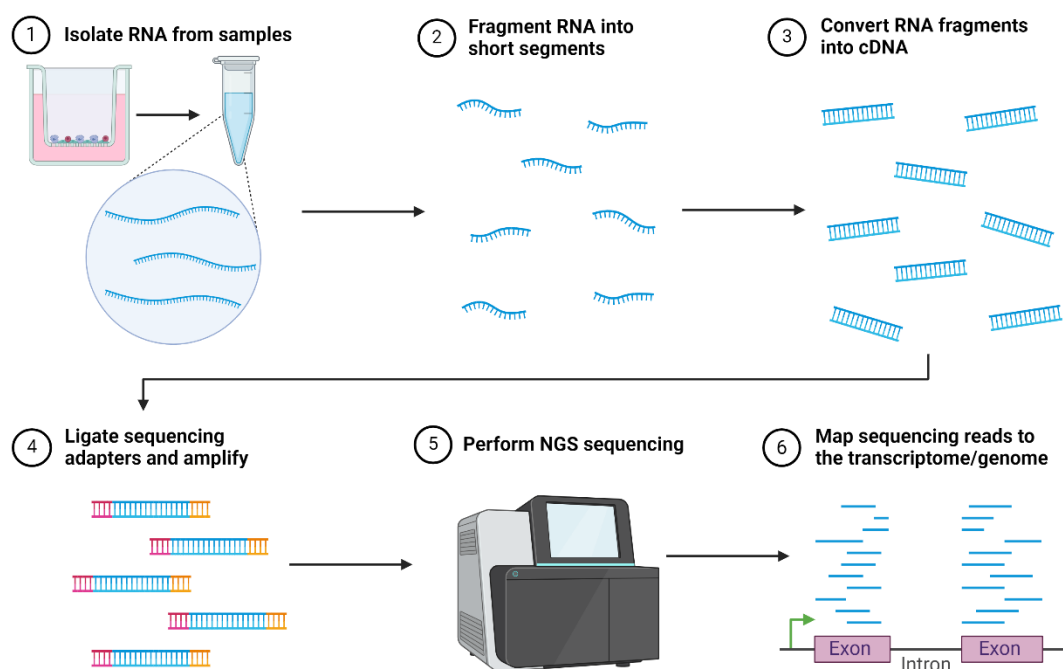 1
Isolate RNA from samples
2
Fragment RNA into
short segments
3
Convert RNA fragments
into cDNA
4
Ligate sequencing
adapters and amplify
5
Perform NGS sequencing
6
Map sequencing reads to
the transcriptome/genome
Exon
Intron
Exon